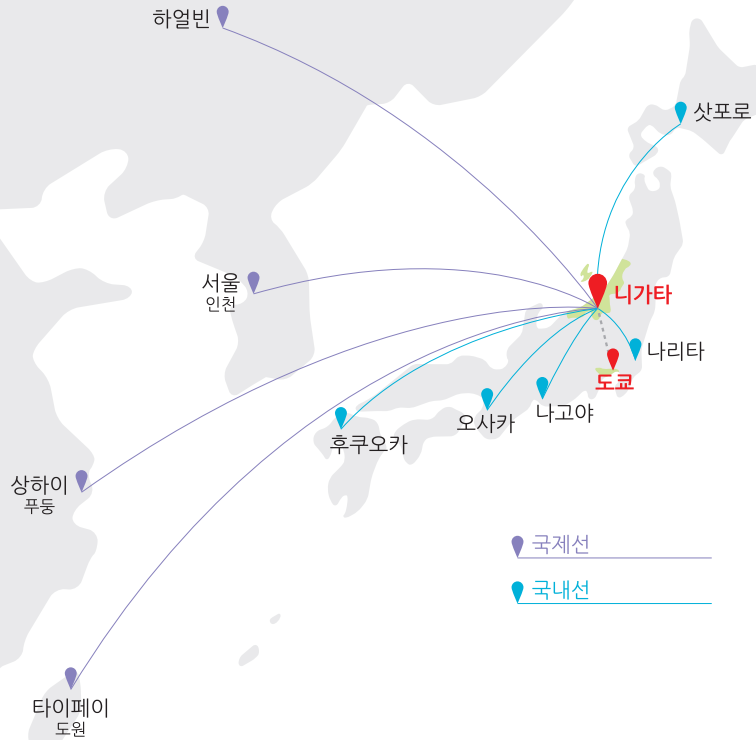 하얼빈
삿포로
서울
인천
니가타
나리타
도쿄
나고야
오사카
후쿠오카
상하이
푸둥
국제선
국내선
타이페이
도원